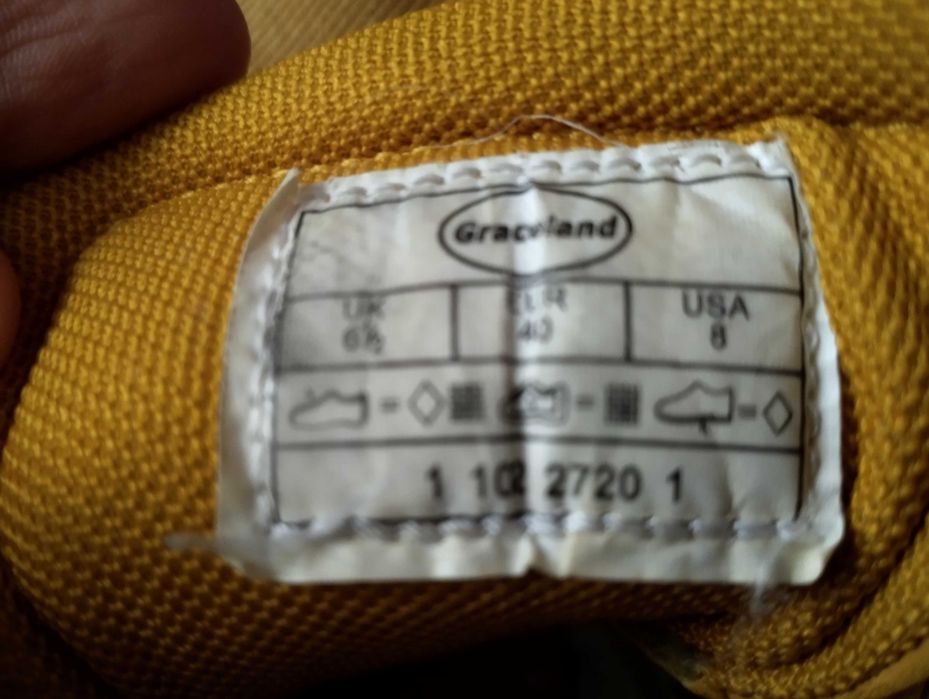 Graceland
UK EUR USA
6½ 40 8
= =  =
1 102 2720 1